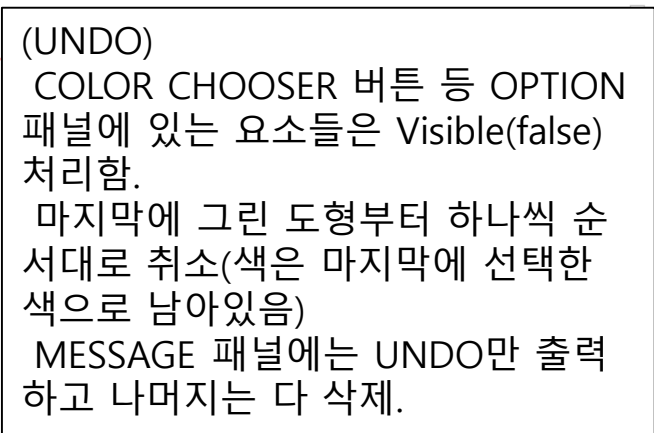 (UNDO)
COLOR CHOOSER 버튼 등 OPTION
패널에 있는 요소들은 Visible(false)
처리함.
마지막에 그린 도형부터 하나씩 순
서대로 취소(색은 마지막에 선택한
색으로 남아있음)
MESSAGE 패널에는 UNDO만 출력
하고 나머지는 다 삭제.